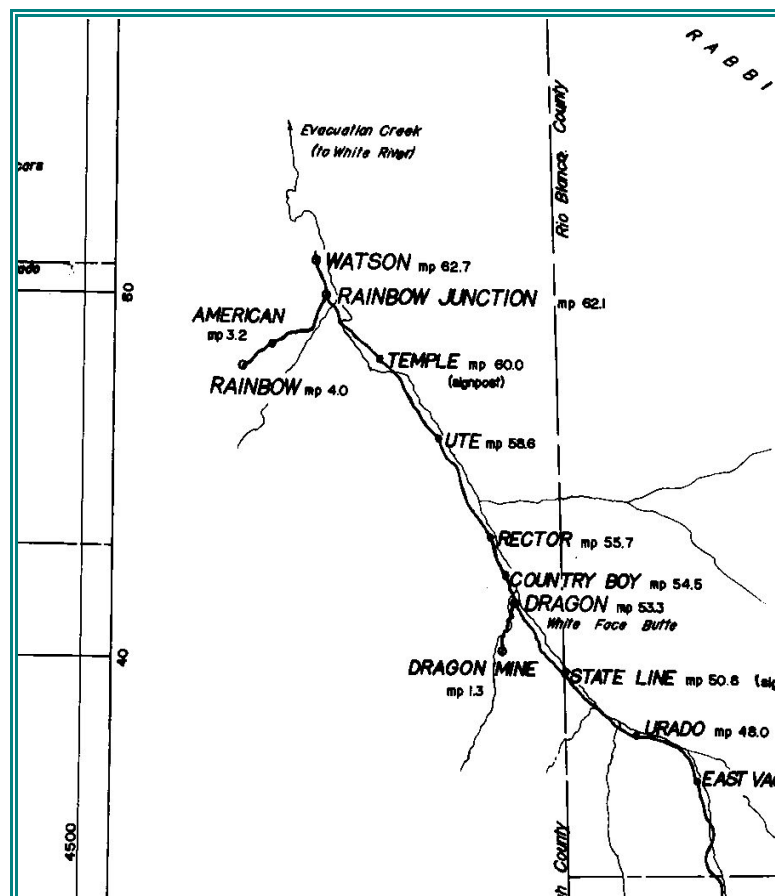 RABBI
Rio Blanco County
Evacuation Creek
(to White River)
WATSON mp 62.7
RAINBOW JUNCTION mp 62.1
50
AMERICAN
mp 3.2
TEMPLE mp 60.0
(signpost)
RAINBOW mp 4.0
UTE mp 58.6
RECTOR mp 55.7
COUNTRY BOY mp 54.5
DRAGON mp 53.3
White Face Butte
40
DRAGON MINE
mp 1.3
STATE LINE mp 50.8 (sig
URADO mp 48.0
EAST VAC
4500
County